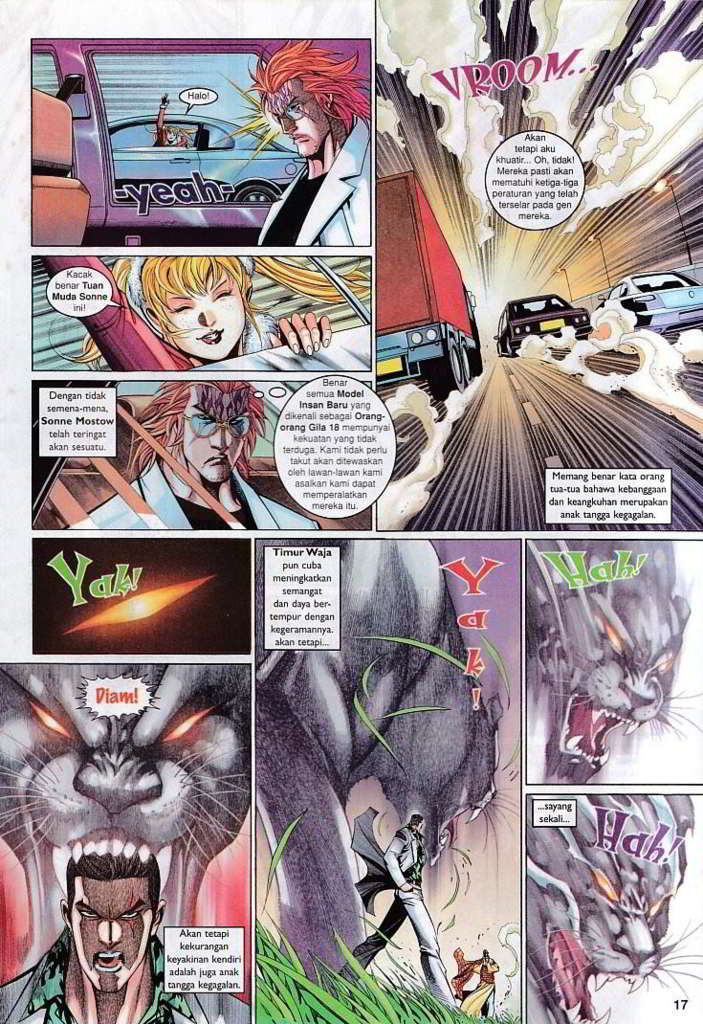 Halo!
-yeah-
Kacak
benar Tuan
Muda Sonne
ini!
Dengan tidak
semena-mena,
Sonne Mostow
telah teringat
akan sesuatu.
Benar
semua Model
Insan Baru yang
dikenali sebagai Orang-
orang Gila 18 mempunyai
kekuatan yang tidak
terduga. Kami tidak perlu
takut akan ditewaskan
oleh lawan-lawan kami
asalkan kami dapat
memperalatkan
mereka itu.
VROOM...
Akan
tetapi aku
khuatir... Oh, tidak!
Mereka pasti akan
mematuhi ketiga-tiga
peraturan yang telah
terselar pada gen
mereka.
Memang benar kata orang
tua-tua bahawa kebanggaan
dan keangkuhan merupakan
anak tangga kegagalan.
Yak!
Diam!
Akan tetapi
kekurangan
keyakinan kendiri
adalah juga anak
tangga kegagalan.
Timur Waja
pun cuba
meningkatkan
semangat
dan daya ber-
tempur dengan
kegeramannya.
akan tetapi...
Yak!
Hah!
...sayang
sekali...
Hah!
17